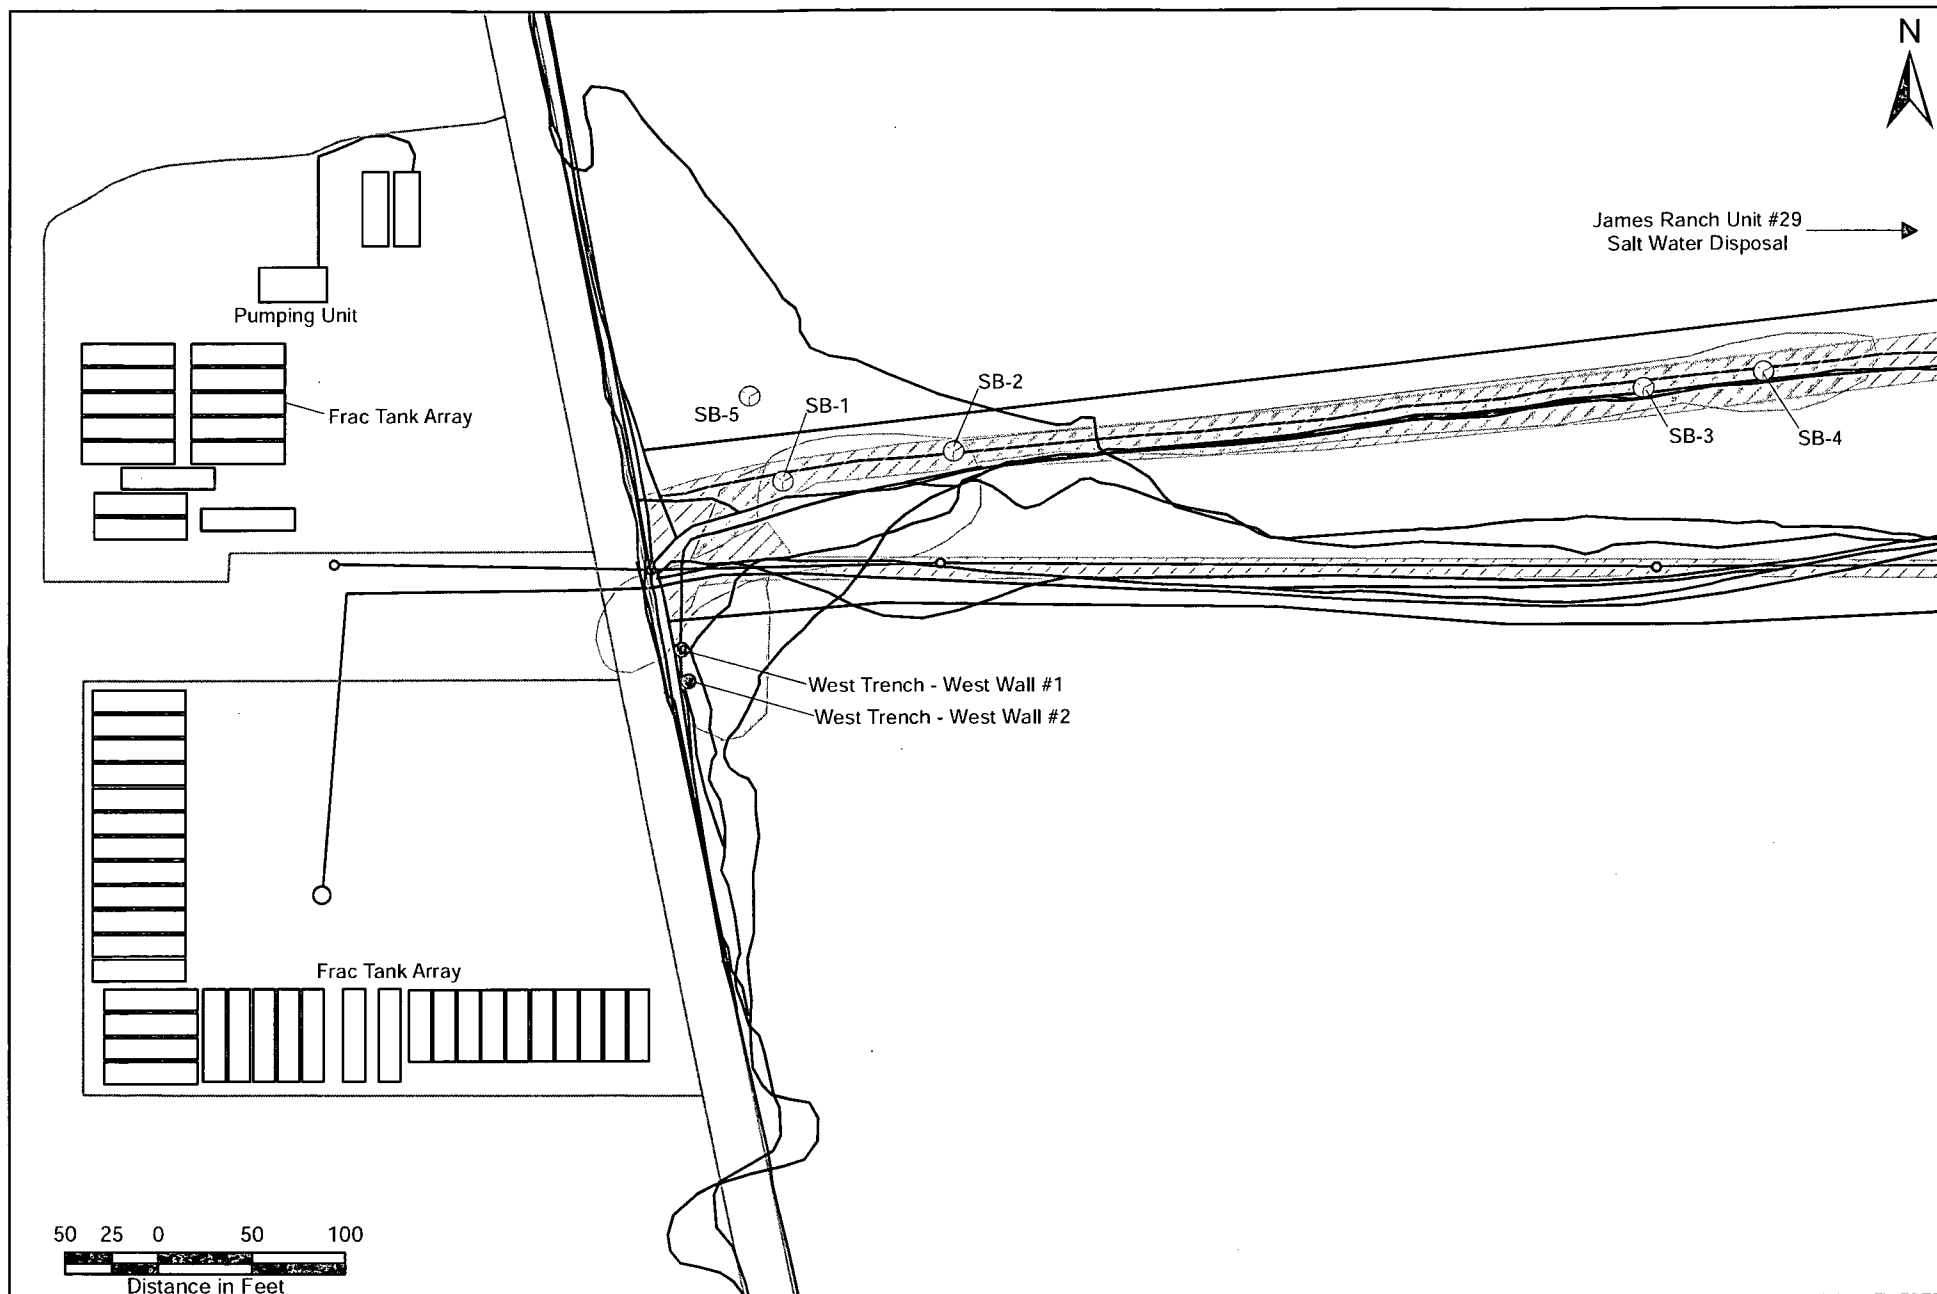 N
James Ranch Unit #29
Salt Water Disposal
Pumping Unit
Frac Tank Array
SB-5
SB-1
SB-2
SB-3
SB-4
West Trench - West Wall #1
West Trench - West Wall #2
Frac Tank Array
50 25 0 50 100
Distance in Feet